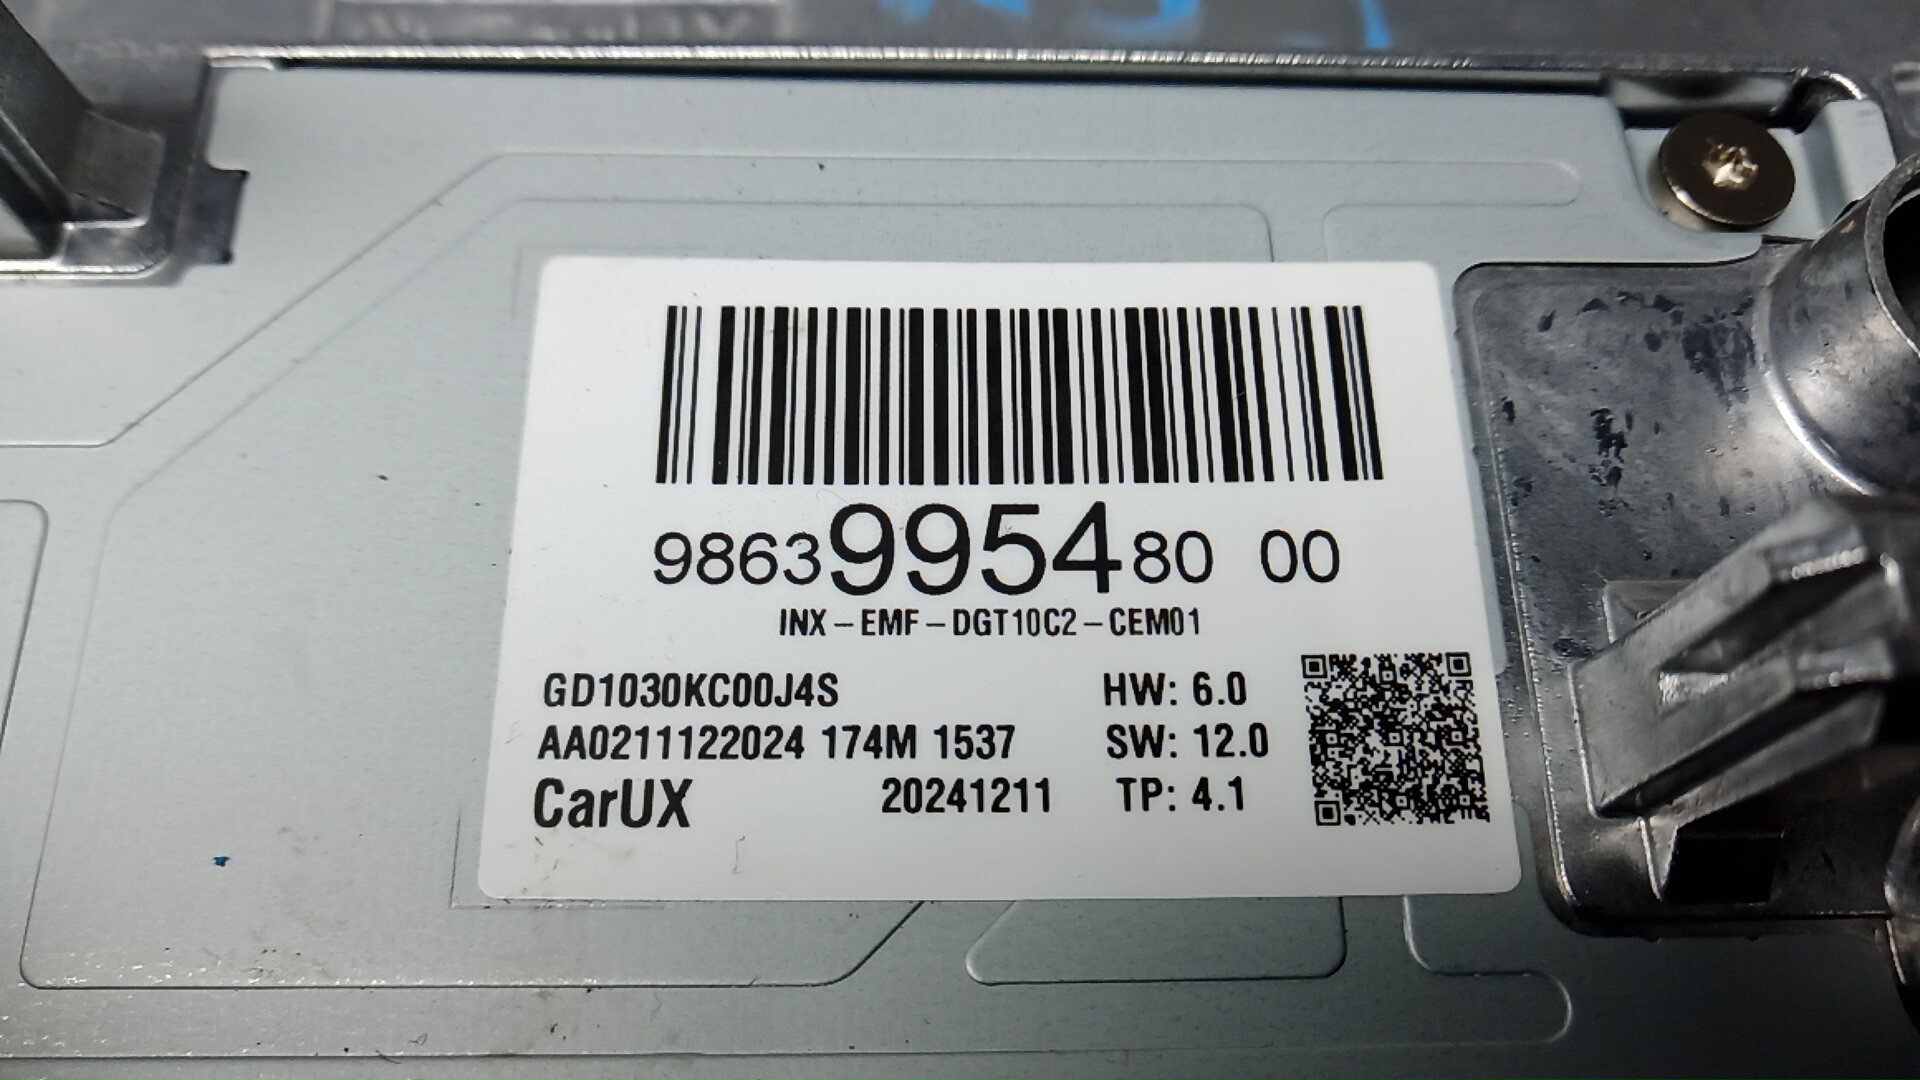 9863995480 00
INX-EMF-DGT10C2-CEM01
GD1030KC00J4S HW: 6.0
AA0211122024 174M 1537 SW: 12.0
CarUX 20241211 TP: 4.1